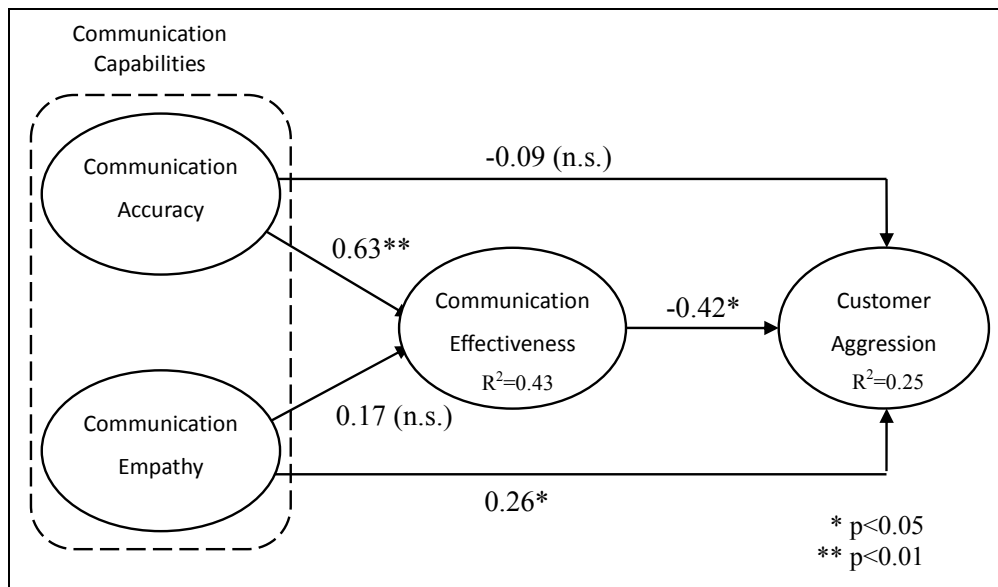 Communication
Capabilities
Communication
Accuracy
-0.09 (n.s.)
0.63**
Communication
Effectiveness
R²=0.43
-0.42*
Customer
Aggression
R²=0.25
0.17 (n.s.)
Communication
Empathy
0.26*
* p<0.05
** p<0.01